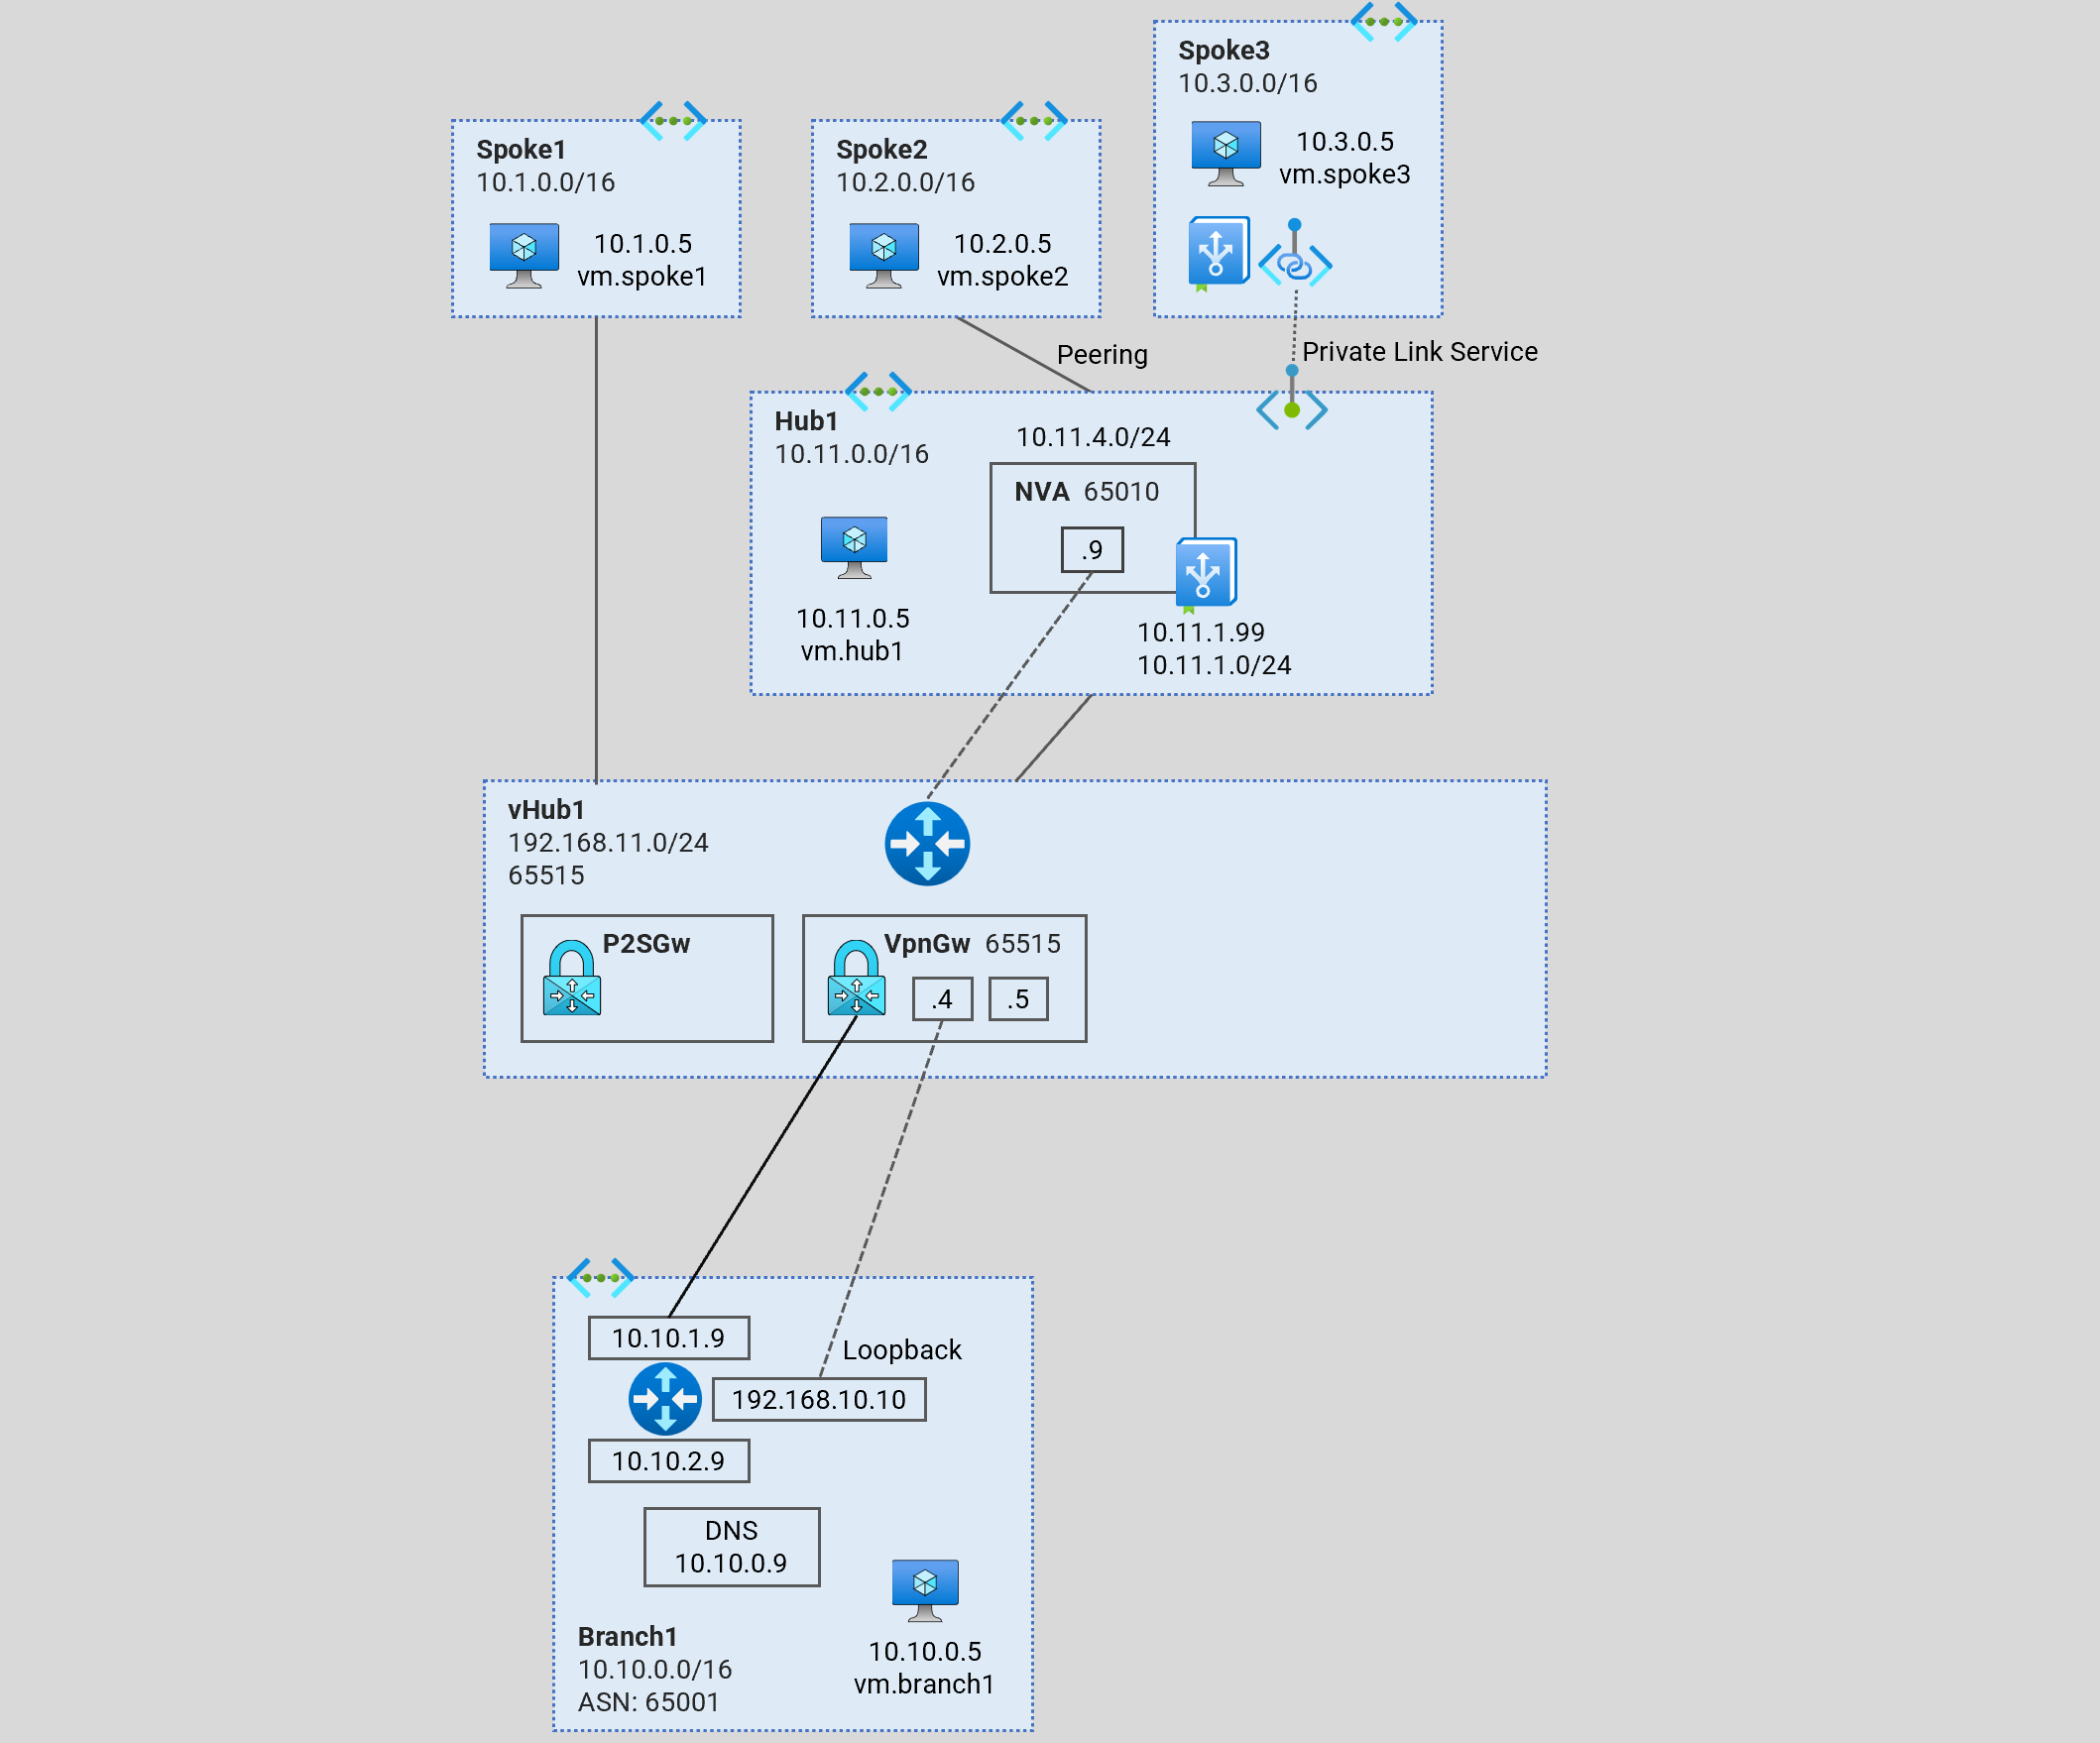 Spoke3
10.3.0.0/16
10.3.0.5
vm.spoke3
Spoke1
10.1.0.0/16
10.1.0.5
vm.spoke1
Spoke2
10.2.0.0/16
10.2.0.5
vm.spoke2
Peering
Private Link Service
Hub1
10.11.0.0/16
10.11.4.0/24
NVA 65010
.9
10.11.0.5
vm.hub1
10.11.1.99
10.11.1.0/24
vHub1
192.168.11.0/24
65515
P2SGw
VpnGw 65515
.4
.5
10.10.1.9
Loopback
192.168.10.10
10.10.2.9
DNS
10.10.0.9
Branch1
10.10.0.0/16
ASN: 65001
10.10.0.5
vm.branch1